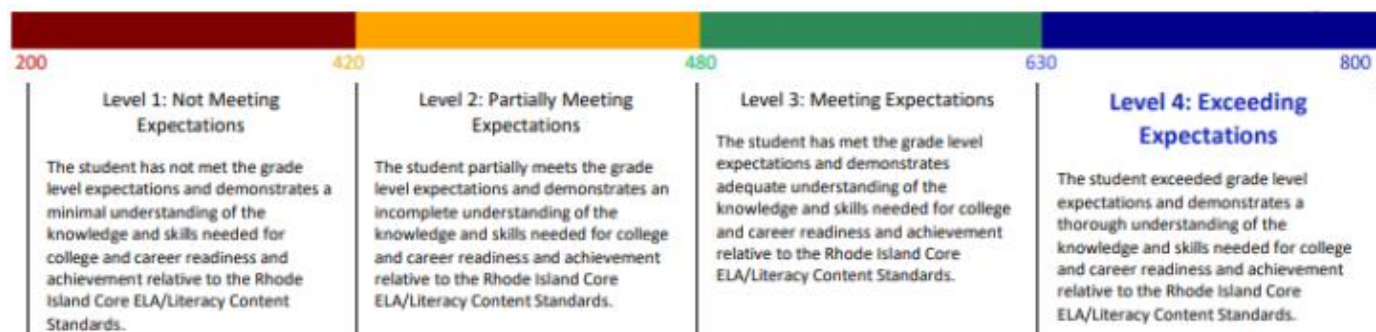 200 420 480 630 800
Level 1: Not Meeting
Expectations
The student has not met the grade
level expectations and demonstrates a
minimal understanding of the
knowledge and skills needed for
college and career readiness and
achievement relative to the Rhode
Island Core ELA/Literacy Content
Standards.
Level 2: Partially Meeting
Expectations
The student partially meets the grade
level expectations and demonstrates an
incomplete understanding of the
knowledge and skills needed for college
and career readiness and achievement
relative to the Rhode Island Core
ELA/Literacy Content Standards.
Level 3: Meeting Expectations
The student has met the grade level
expectations and demonstrates
adequate understanding of the
knowledge and skills needed for college
and career readiness and achievement
relative to the Rhode Island Core
ELA/Literacy Content Standards.
Level 4: Exceeding
Expectations
The student exceeded grade level
expectations and demonstrates a
thorough understanding of the
knowledge and skills needed for college
and career readiness and achievement
relative to the Rhode Island Core
ELA/Literacy Content Standards.